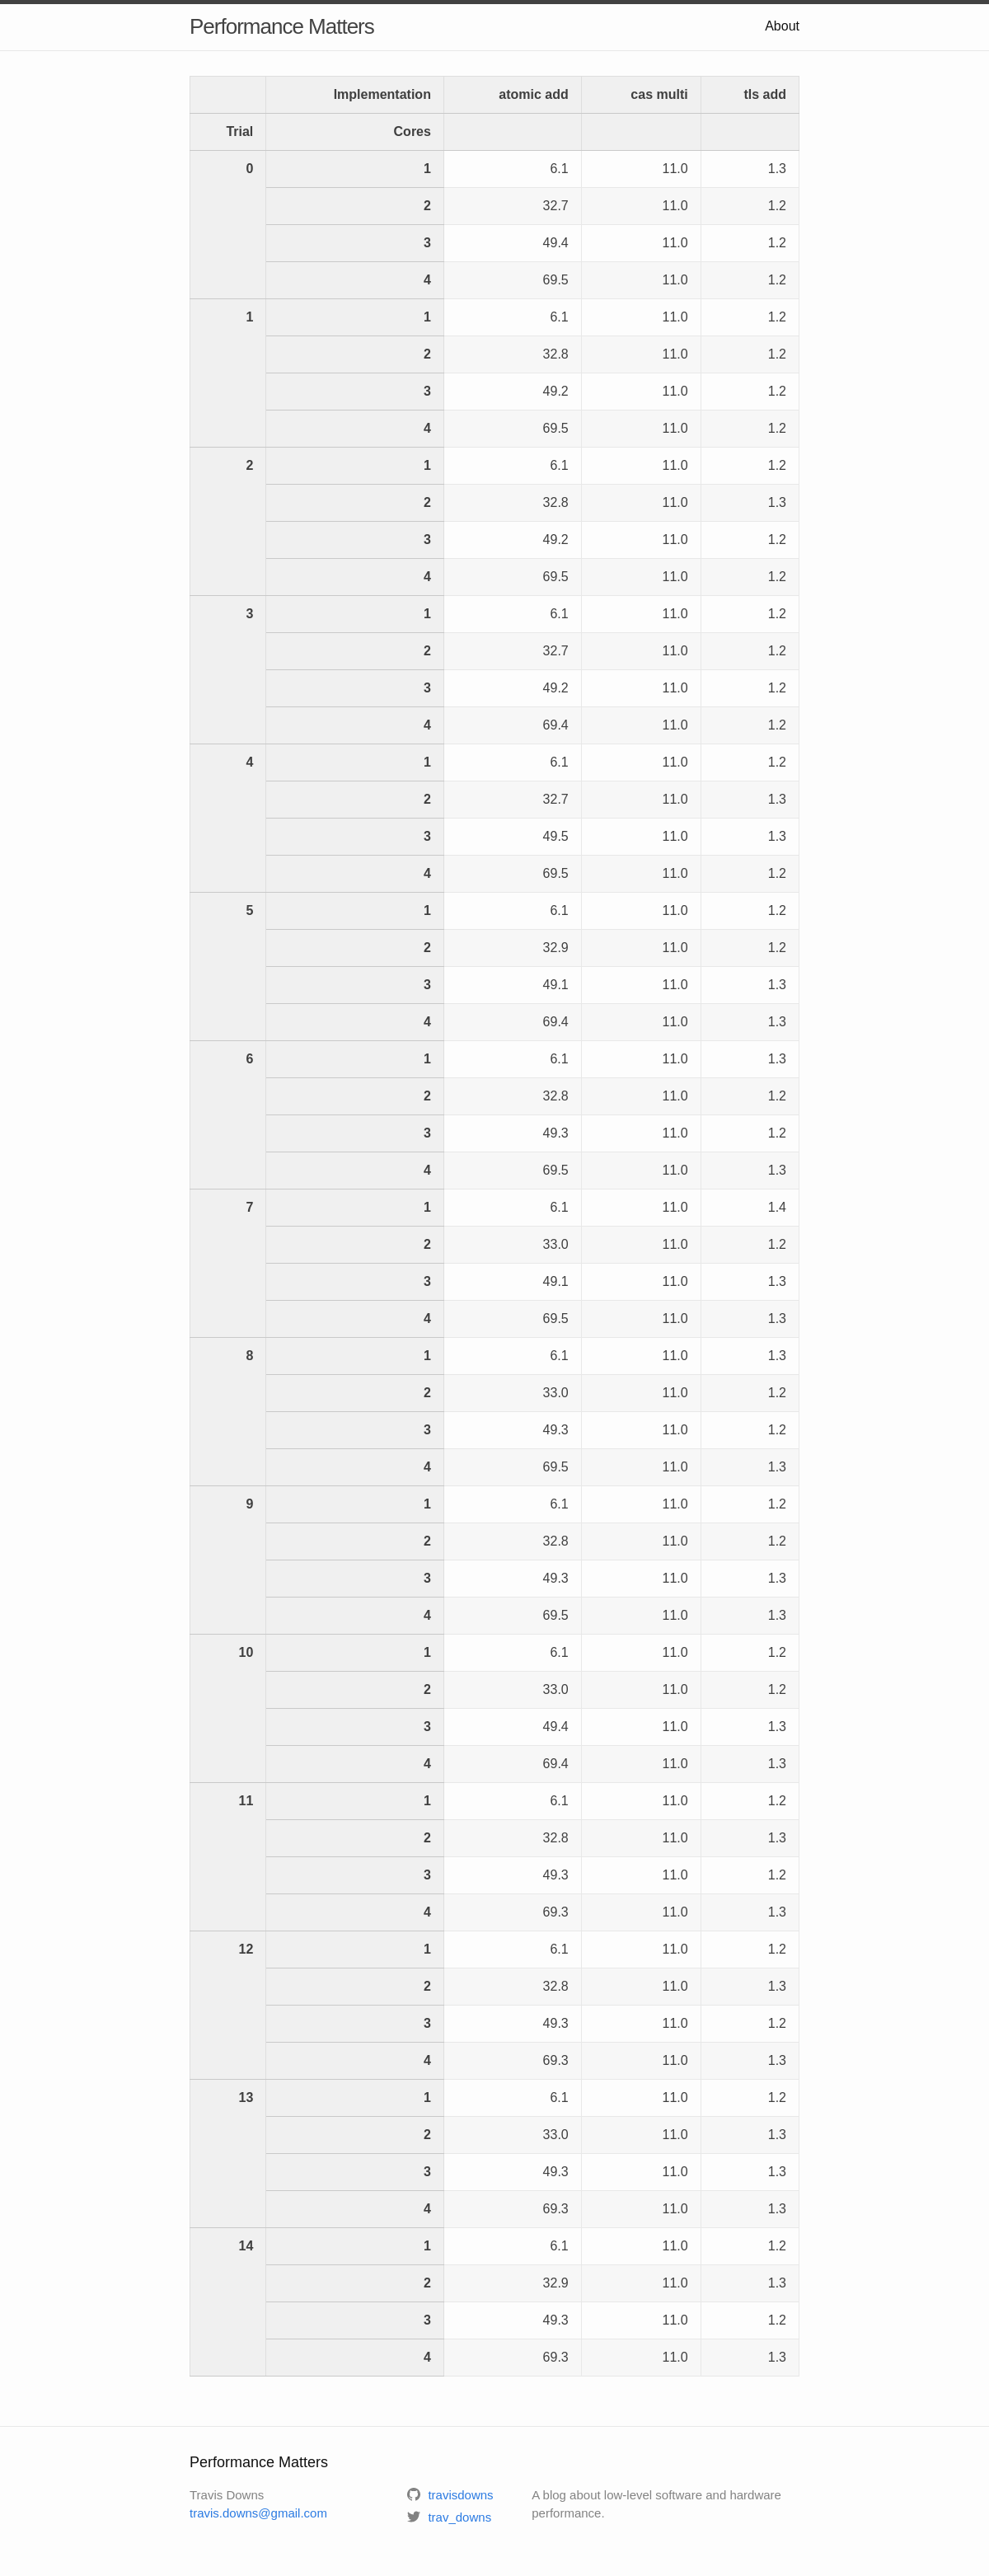 Performance Matters About
Implementation atomic add cas multi tls add
Trial Cores
0 1 6.1 11.0 1.3
2 32.7 11.0 1.2
3 49.4 11.0 1.2
4 69.5 11.0 1.2
1 1 6.1 11.0 1.2
2 32.8 11.0 1.2
3 49.2 11.0 1.2
4 69.5 11.0 1.2
2 1 6.1 11.0 1.2
2 32.8 11.0 1.3
3 49.2 11.0 1.2
4 69.5 11.0 1.2
3 1 6.1 11.0 1.2
2 32.7 11.0 1.2
3 49.2 11.0 1.2
4 69.4 11.0 1.2
4 1 6.1 11.0 1.2
2 32.7 11.0 1.3
3 49.5 11.0 1.3
4 69.5 11.0 1.2
5 1 6.1 11.0 1.2
2 32.9 11.0 1.2
3 49.1 11.0 1.3
4 69.4 11.0 1.3
6 1 6.1 11.0 1.3
2 32.8 11.0 1.2
3 49.3 11.0 1.2
4 69.5 11.0 1.3
7 1 6.1 11.0 1.4
2 33.0 11.0 1.2
3 49.1 11.0 1.3
4 69.5 11.0 1.3
8 1 6.1 11.0 1.3
2 33.0 11.0 1.2
3 49.3 11.0 1.2
4 69.5 11.0 1.3
9 1 6.1 11.0 1.2
2 32.8 11.0 1.2
3 49.3 11.0 1.3
4 69.5 11.0 1.3
10 1 6.1 11.0 1.2
2 33.0 11.0 1.2
3 49.4 11.0 1.3
4 69.4 11.0 1.3
11 1 6.1 11.0 1.2
2 32.8 11.0 1.3
3 49.3 11.0 1.2
4 69.3 11.0 1.3
12 1 6.1 11.0 1.2
2 32.8 11.0 1.3
3 49.3 11.0 1.2
4 69.3 11.0 1.3
13 1 6.1 11.0 1.2
2 33.0 11.0 1.3
3 49.3 11.0 1.3
4 69.3 11.0 1.3
14 1 6.1 11.0 1.2
2 32.9 11.0 1.3
3 49.3 11.0 1.2
4 69.3 11.0 1.3
Performance Matters
Travis Downs
travis.downs@gmail.com
travisdowns
trav_downs
A blog about low-level software and hardware
performance.